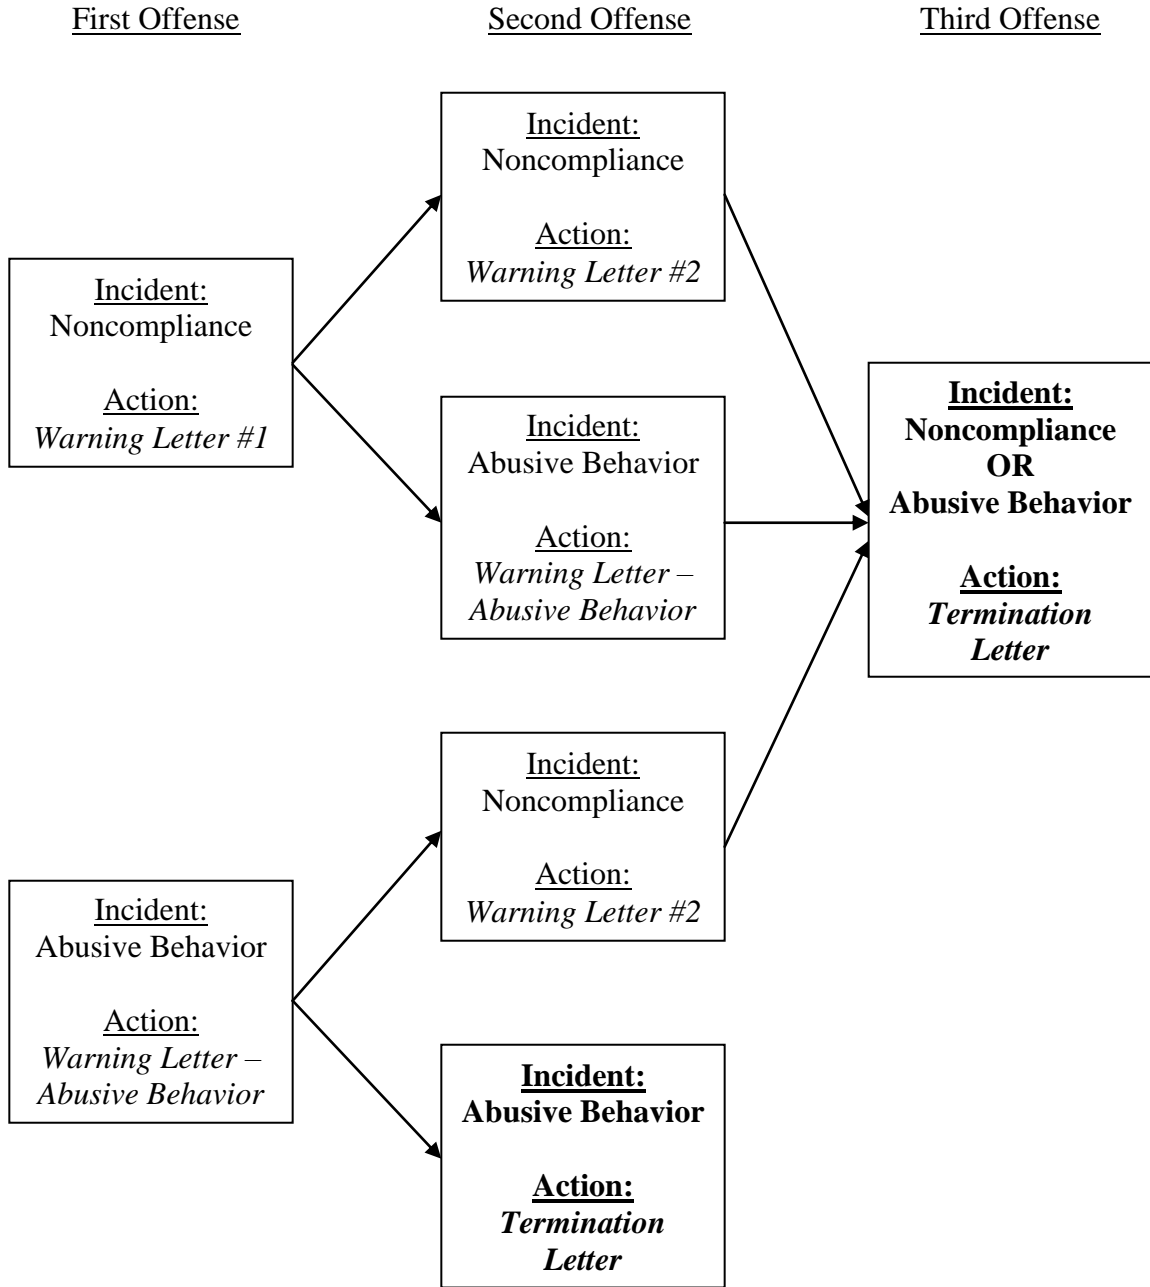 First Offense
Second Offense
Third Offense
Incident:
Noncompliance
Action:
Warning Letter #1
Incident:
Abusive Behavior
Action:
Warning Letter –
Abusive Behavior
Incident:
Noncompliance
Action:
Warning Letter #2
Incident:
Abusive Behavior
Action:
Warning Letter –
Abusive Behavior
Incident:
Noncompliance
Action:
Warning Letter #2
Incident:
Abusive Behavior
Action:
Termination
Letter
Incident:
Noncompliance
OR
Abusive Behavior
Action:
Termination
Letter